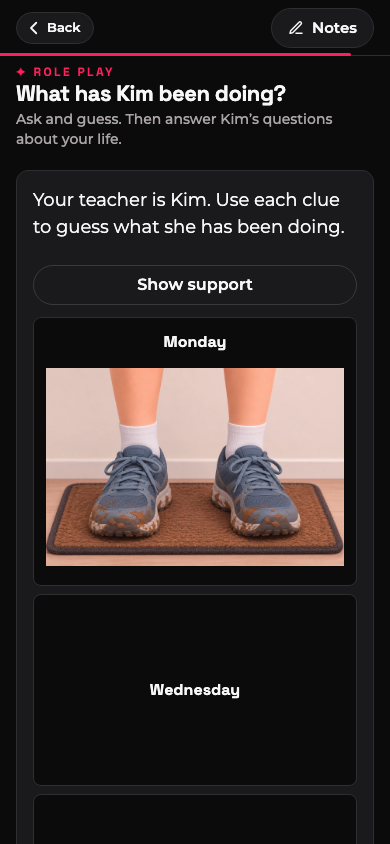 Back
Notes
✦ ROLE PLAY
What has Kim been doing?
Ask and guess. Then answer Kim's questions
about your life.
Your teacher is Kim. Use each clue
to guess what she has been doing.
Show support
Monday
Wednesday